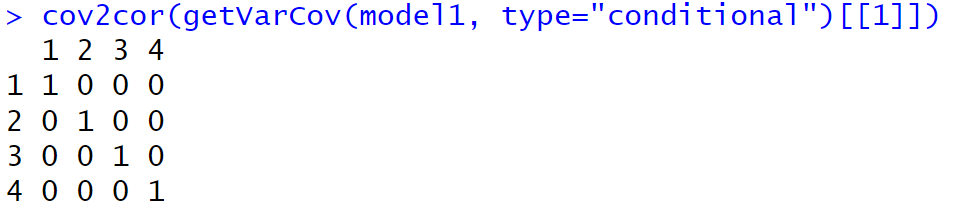 > cov2cor(getVarCov(model1, type="conditional")[[1]])
  1 2 3 4
1 1 0 0 0
2 0 1 0 0
3 0 0 1 0
4 0 0 0 1